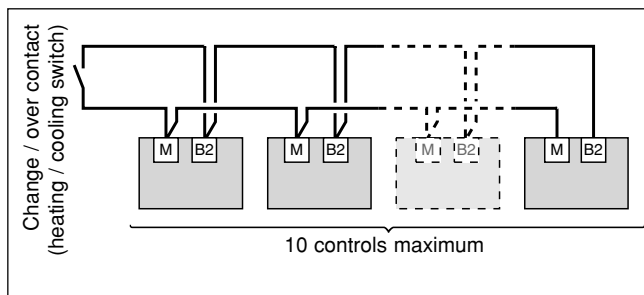 Change / over contact
(heating / cooling switch)
M B2 M B2 M B2 M B2
10 controls maximum